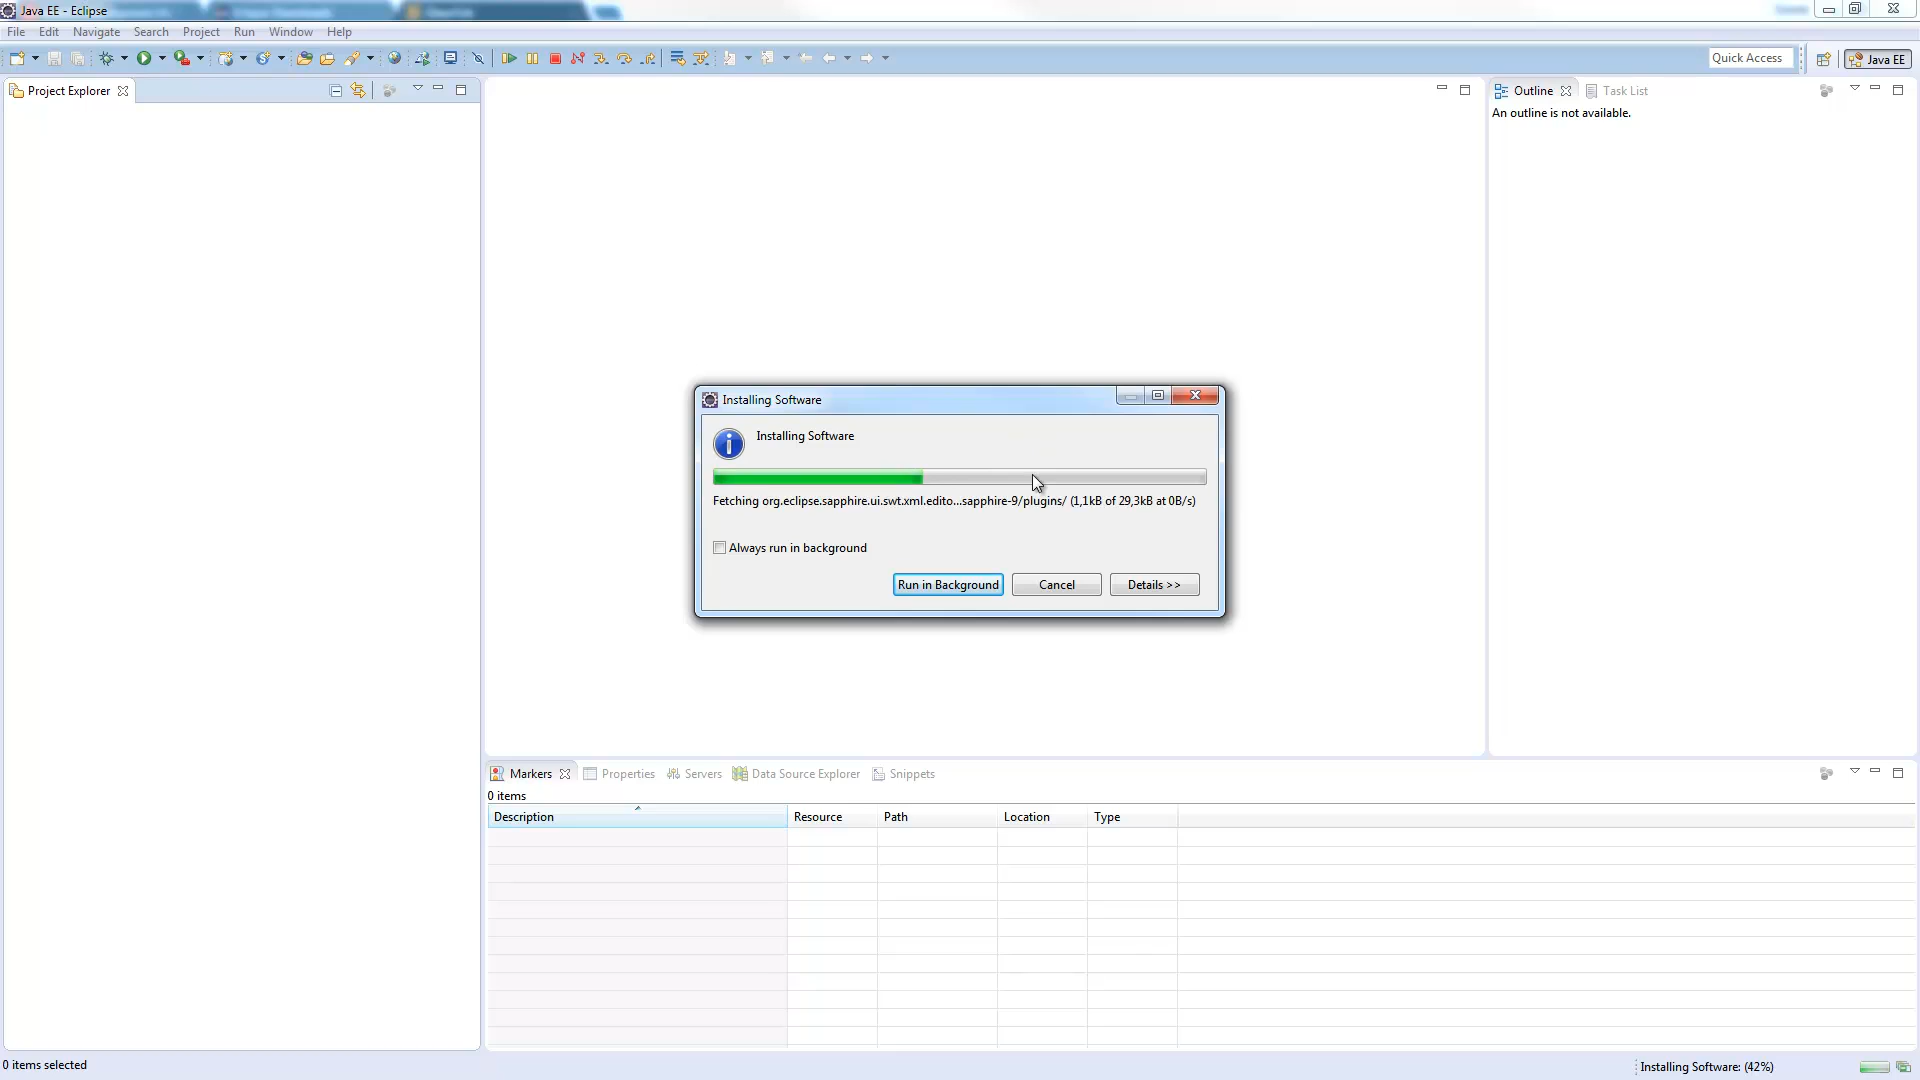 Java EE - Eclipse
File Edit Navigate Search Project Run Window Help
Quick Access
Java EE
Project Explorer
Outline
Task List
An outline is not available.
Installing Software
Installing Software
Fetching org.eclipse.sapphire.ui.swt.xml.edito...sapphire-9/plugins/ (1,1kB of 29,3kB at 0B/s)
Always run in background
Run in Background
Cancel
Details >>
Markers
Properties
Servers
Data Source Explorer
Snippets
0 items
Description Resource Path Location Type
0 items selected
Installing Software: (42%)